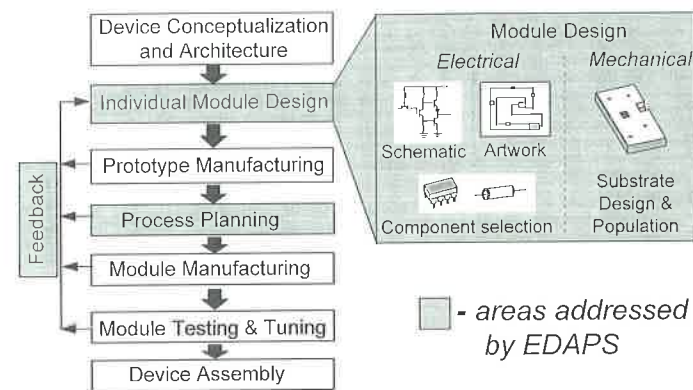 Device Conceptualization
and Architecture
Individual Module Design
Prototype Manufacturing
Process Planning
Module Manufacturing
Module Testing & Tuning
Device Assembly
Feedback
Module Design
Electrical
Mechanical
Schematic
Artwork
Component selection
Substrate
Design &
Population
- areas addressed
by EDAPS